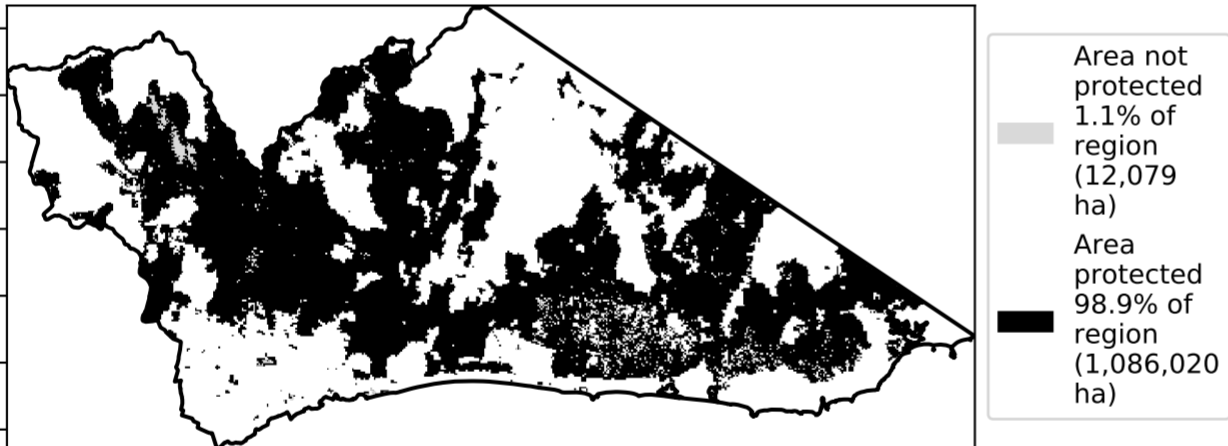 Area not
protected
1.1% of
region
(12,079
ha)
Area
protected
98.9% of
region
(1,086,020
ha)